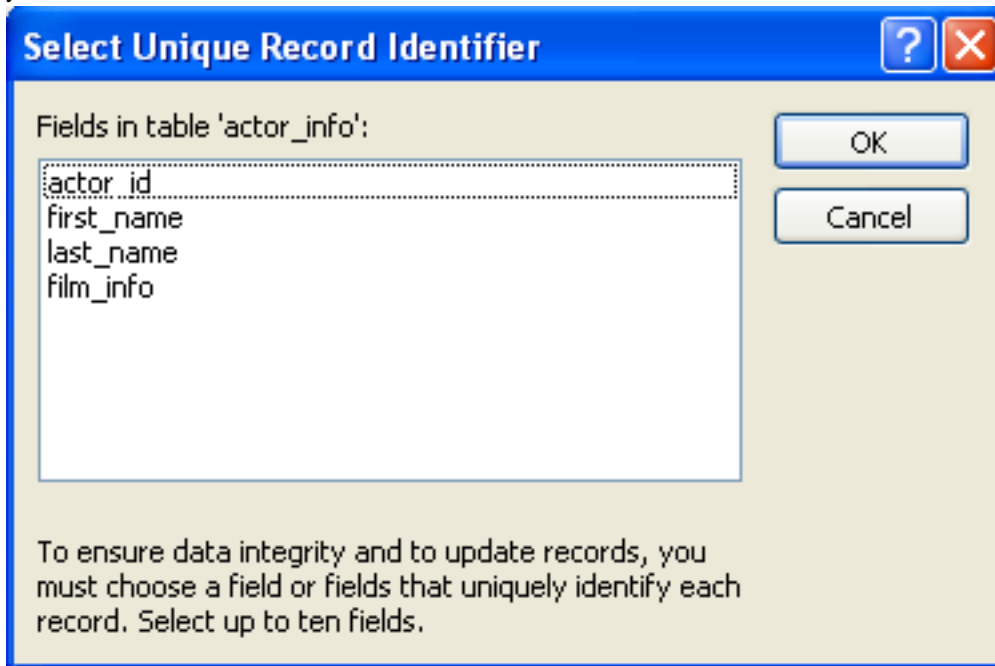 Select Unique Record Identifier
?
Fields in table 'actor_info':
OK
actor_id
first_name
Cancel
last_name
film_info
To ensure data integrity and to update records, you
must choose a field or fields that uniquely identify each
record. Select up to ten fields.